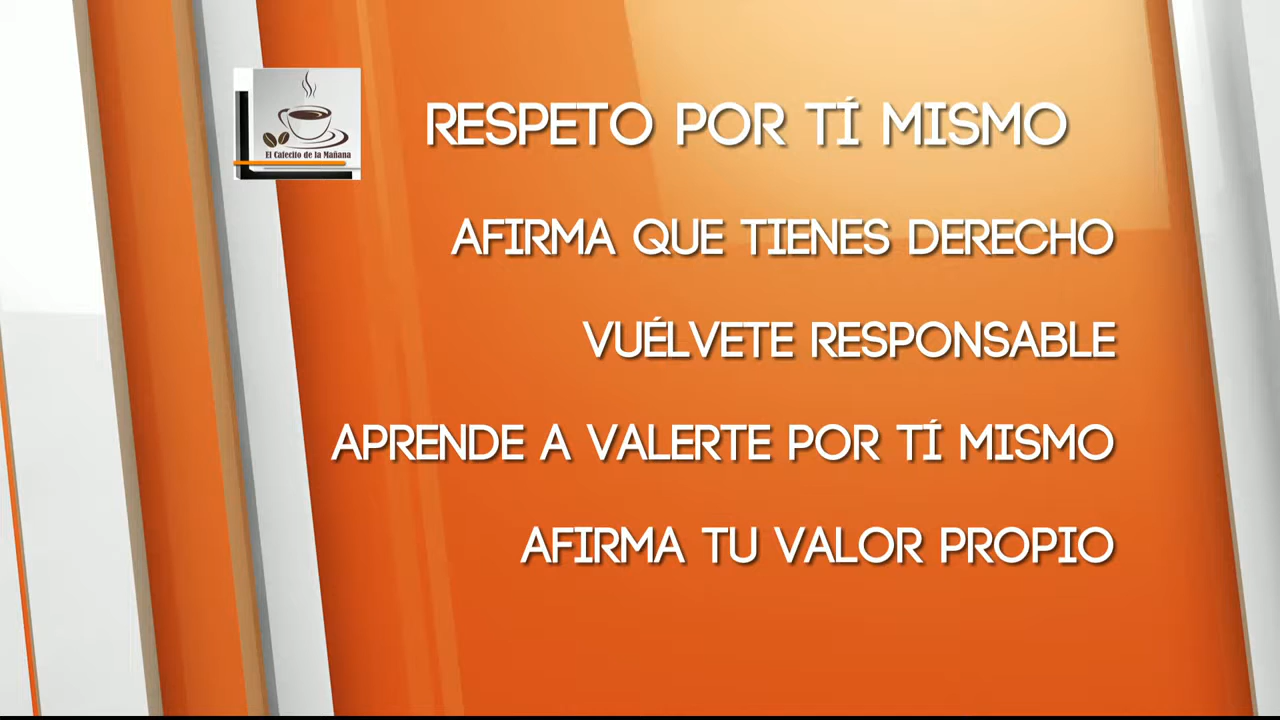 El Cafecito de la Mañana
RESPETO POR TÍ MISMO
AFIRMA QUE TIENES DERECHO
VUÉLVETE RESPONSABLE
APRENDE A VALERTE POR TÍ MISMO
AFIRMA TU VALOR PROPIO